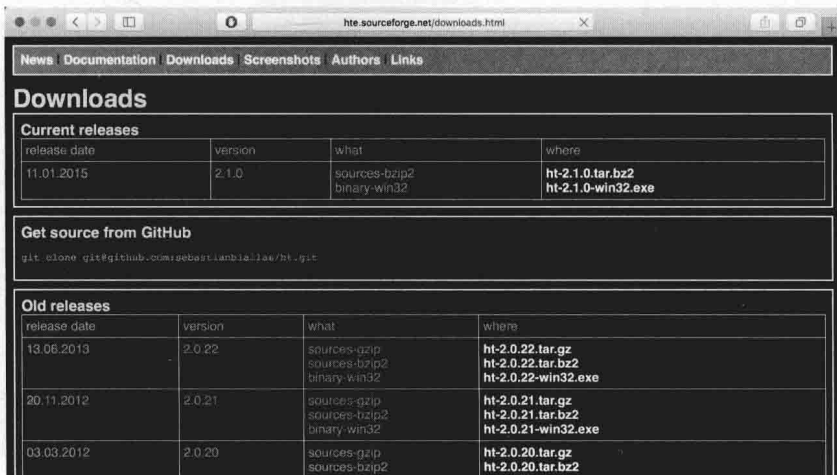 hte.sourceforge.net/downloads.html
News | Documentation | Downloads | Screenshots | Authors | Links
Downloads
Current releases
release date version what where
11.01.2015 2.1.0 sources-bzip2 ht-2.1.0.tar.bz2
binary-win32 ht-2.1.0-win32.exe
Get source from GitHub
git clone git@github.com:sebastianbiallas/ht.git
Old releases
release date version what where
13.06.2013 2.0.22 sources-gzip ht-2.0.22.tar.gz
sources-bzip2 ht-2.0.22.tar.bz2
binary-win32 ht-2.0.22-win32.exe
20.11.2012 2.0.21 sources-gzip ht-2.0.21.tar.gz
sources-bzip2 ht-2.0.21.tar.bz2
binary-win32 ht-2.0.21-win32.exe
03.03.2012 2.0.20 sources-gzip ht-2.0.20.tar.gz
sources-bzip2 ht-2.0.20.tar.bz2